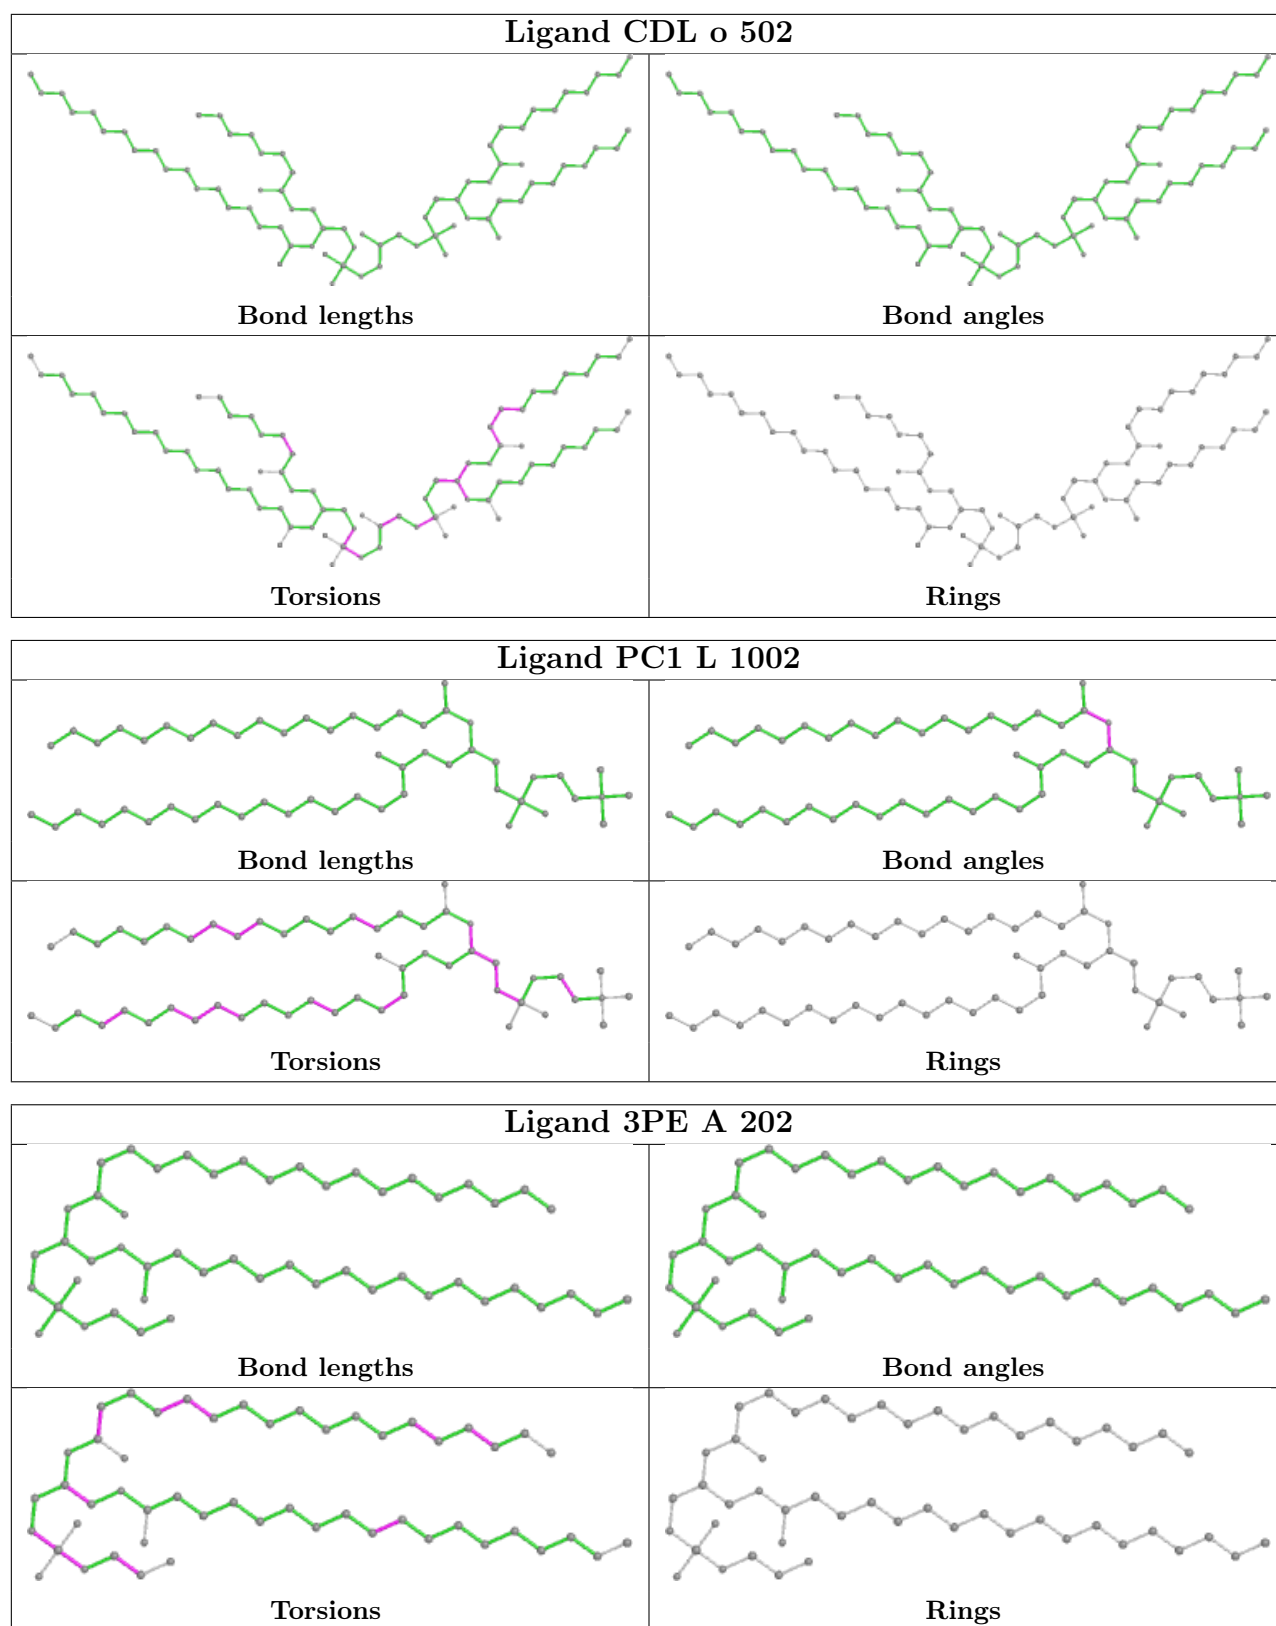 Ligand CDL o 502
Bond lengths
Bond angles
Torsions
Rings
Ligand PC1 L 1002
Bond lengths
Bond angles
Torsions
Rings
Ligand 3PE A 202
Bond lengths
Bond angles
Torsions
Rings